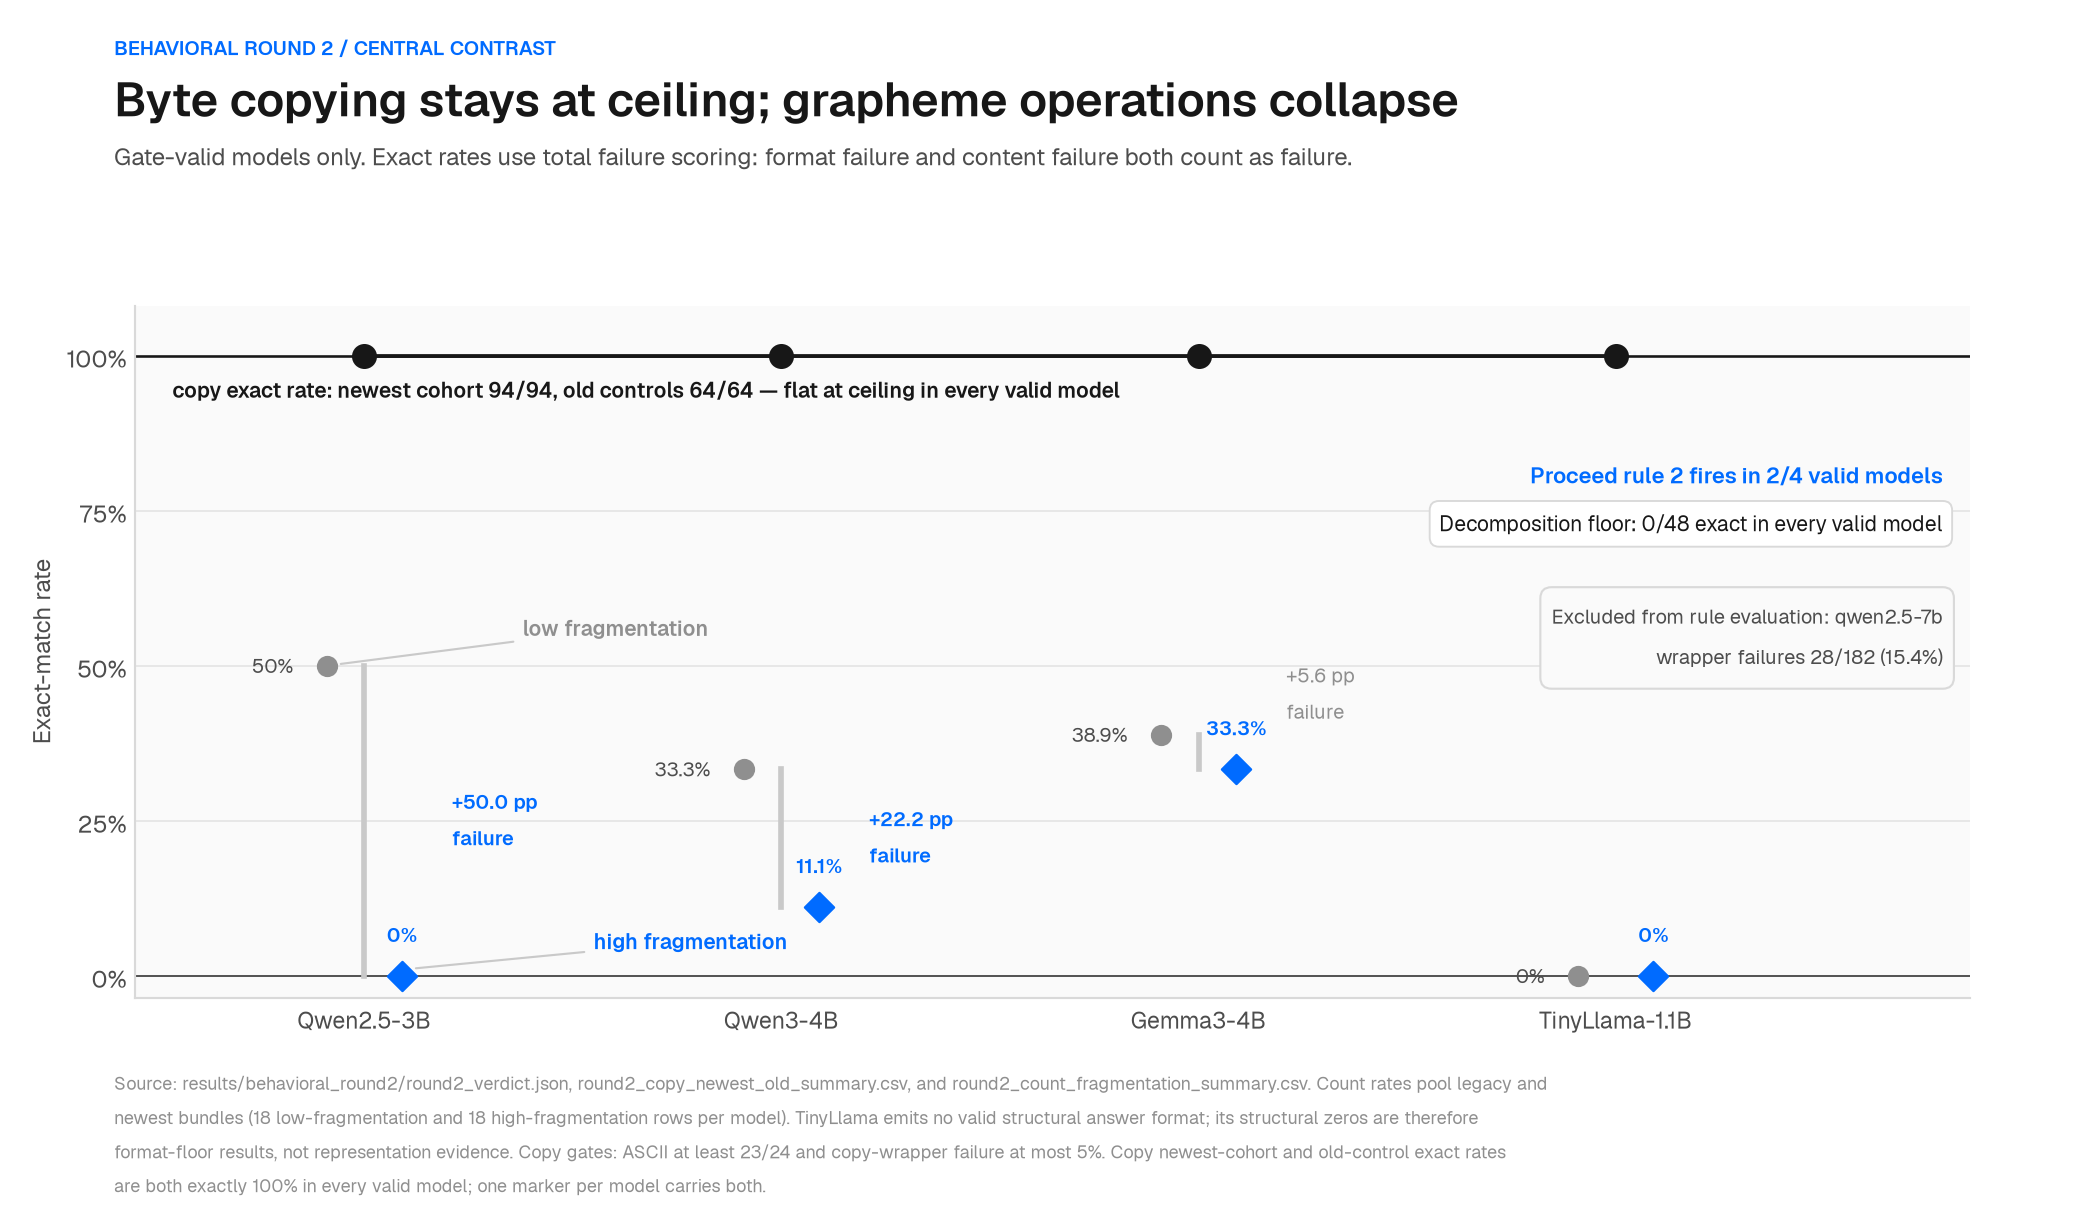 BEHAVIORAL ROUND 2 / CENTRAL CONTRAST
Byte copying stays at ceiling; grapheme operations collapse
Gate-valid models only. Exact rates use total failure scoring: format failure and content failure both count as failure.
100%
copy exact rate: newest cohort 94/94, old controls 64/64 — flat at ceiling in every valid model
Proceed rule 2 fires in 2/4 valid models
75%
Decomposition floor: 0/48 exact in every valid model
Excluded from rule evaluation: qwen2.5-7b
wrapper failures 28/182 (15.4%)
Exact-match rate
low fragmentation
50%
50%
+5.6 pp
failure
38.9%
33.3%
33.3%
+50.0 pp
failure
25%
+22.2 pp
failure
11.1%
high fragmentation
0%
0%
0%
0%
Qwen2.5-3B
Qwen3-4B
Gemma3-4B
TinyLlama-1.1B
Source: results/behavioral_round2/round2_verdict.json, round2_copy_newest_old_summary.csv, and round2_count_fragmentation_summary.csv. Count rates pool legacy and
newest bundles (18 low-fragmentation and 18 high-fragmentation rows per model). TinyLlama emits no valid structural answer format; its structural zeros are therefore
format-floor results, not representation evidence. Copy gates: ASCII at least 23/24 and copy-wrapper failure at most 5%. Copy newest-cohort and old-control exact rates
are both exactly 100% in every valid model; one marker per model carries both.